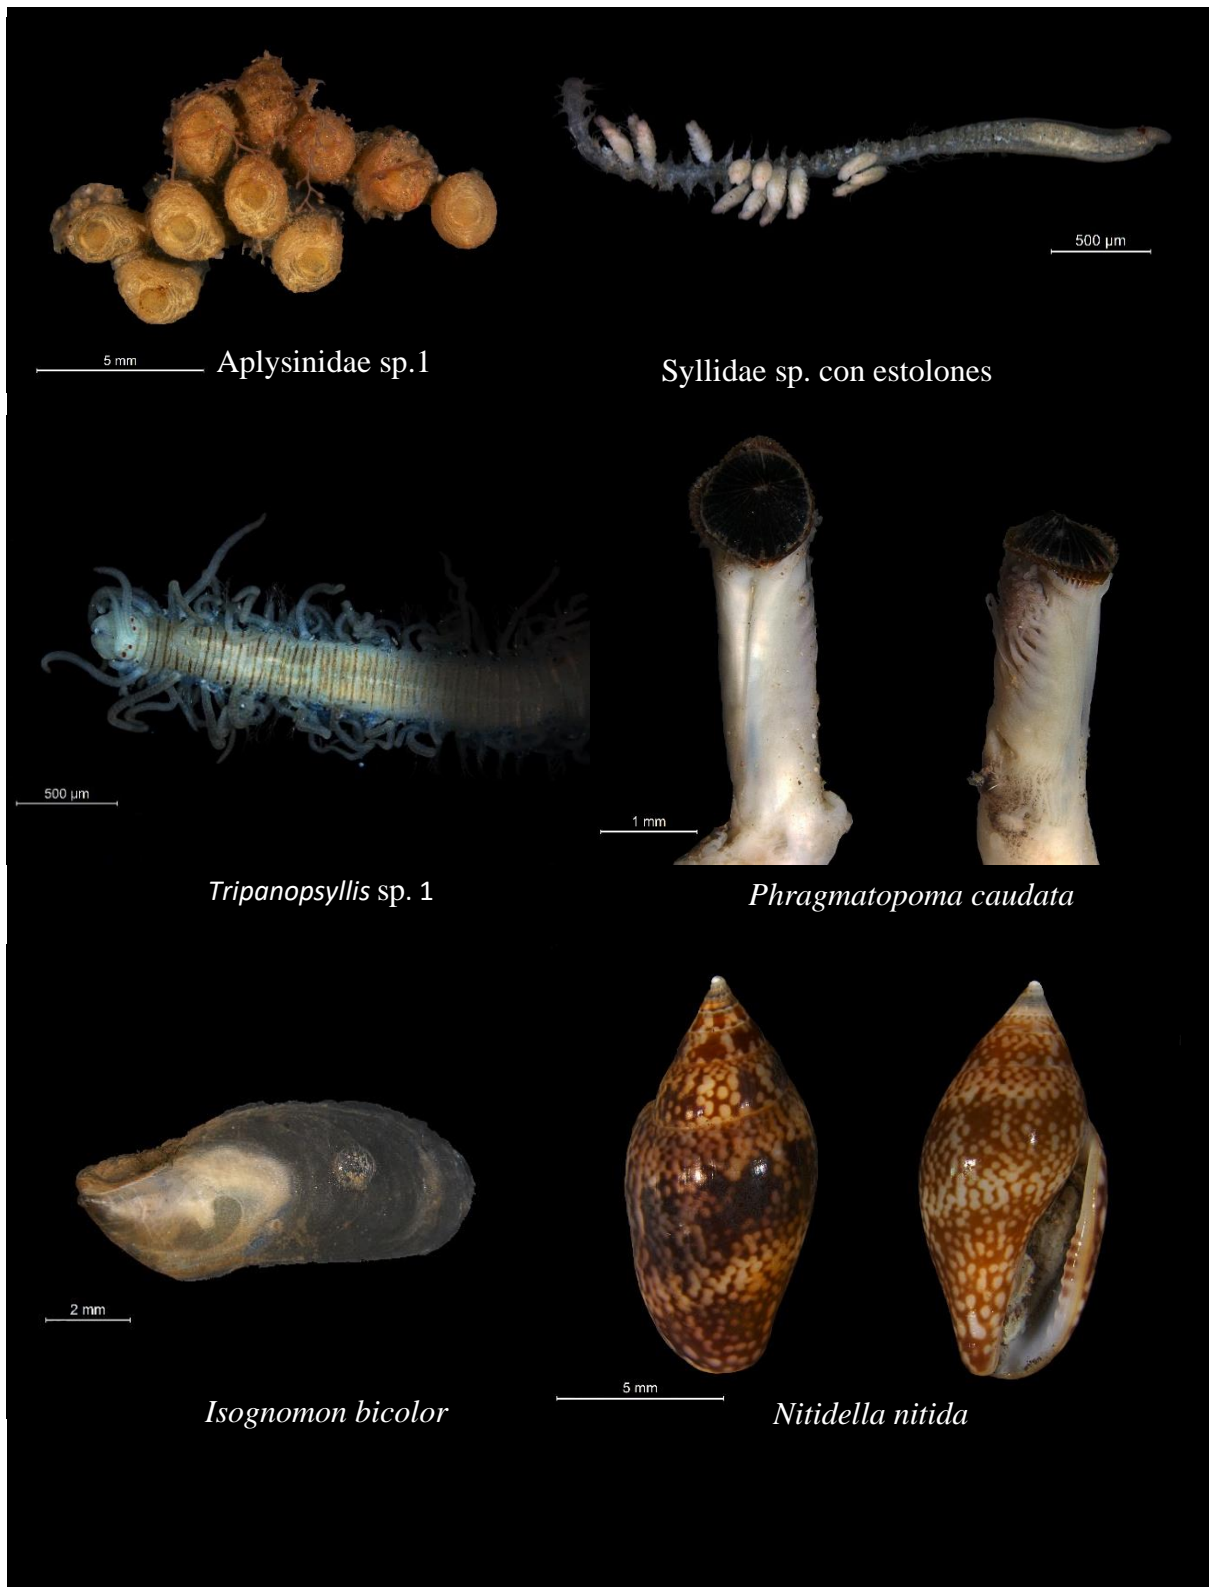 5 mm
Aplysinidae sp.1
500 µm
Syllidae sp. con estolones
500 µm
Tripanopsyllis sp. 1
1 mm
Phragmatopoma caudata
2 mm
Isognomon bicolor
5 mm
Nitidella nitida